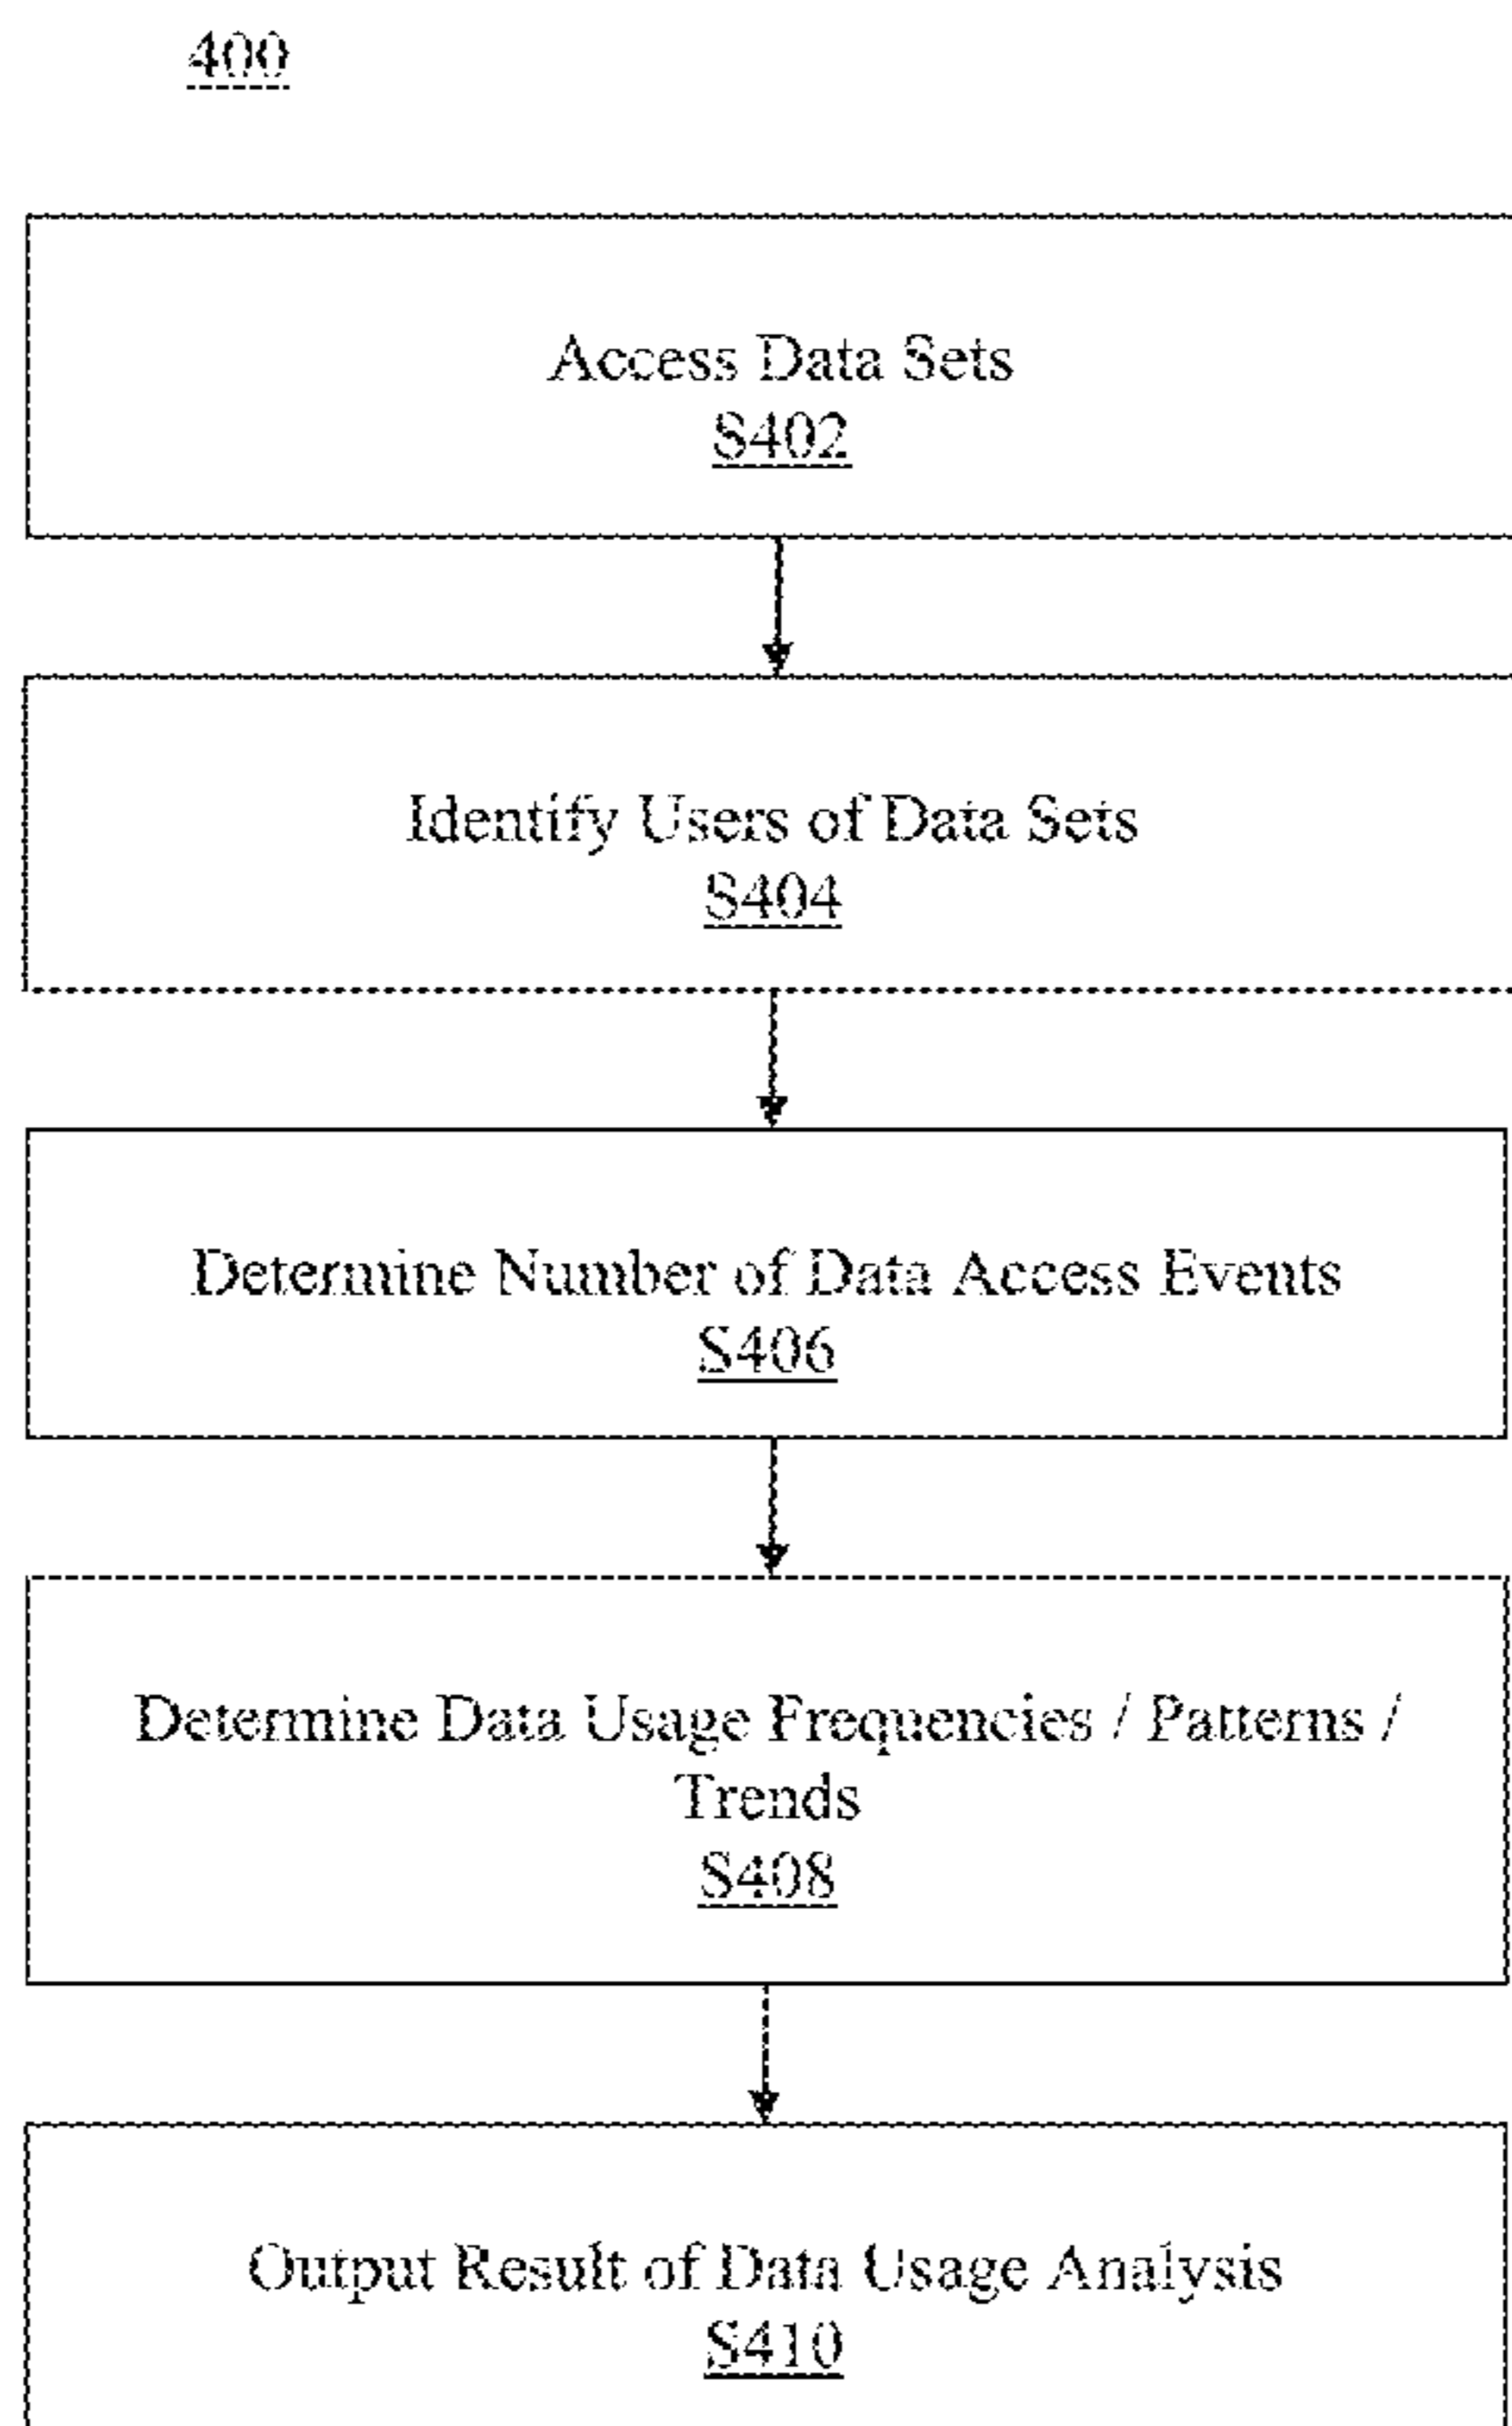 400
Access Data Sets
S402
Identify Users of Data Sets
S404
Determine Number of Data Access Events
S406
Determine Data Usage Frequencies / Patterns /
Trends
S408
Output Result of Data Usage Analysis
S410